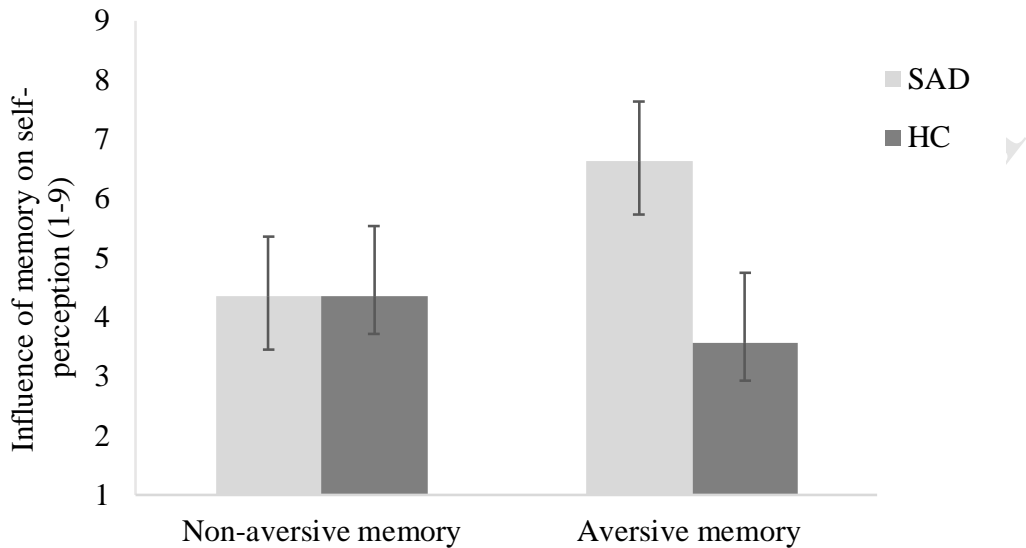 Influence of memory on self-
perception (1-9)
9
8
7
6
5
4
3
2
1
Non-aversive memory
Aversive memory
SAD
HC